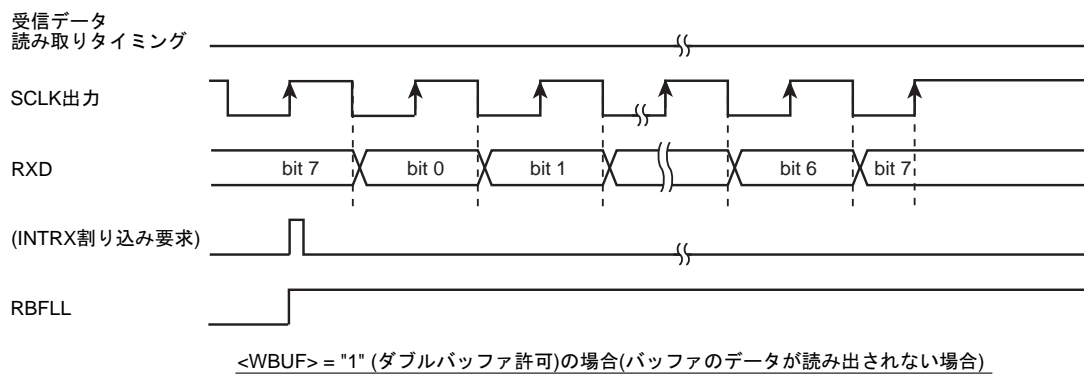 受信データ
読み取りタイミング
SCLK出力
RXD
bit 7
bit 0
bit 1
bit 6
bit 7
(INTRX割り込み要求)
RBFLL
<WBUF> = "1" (ダブルバッファ許可)の場合(バッファのデータが読み出されない場合)